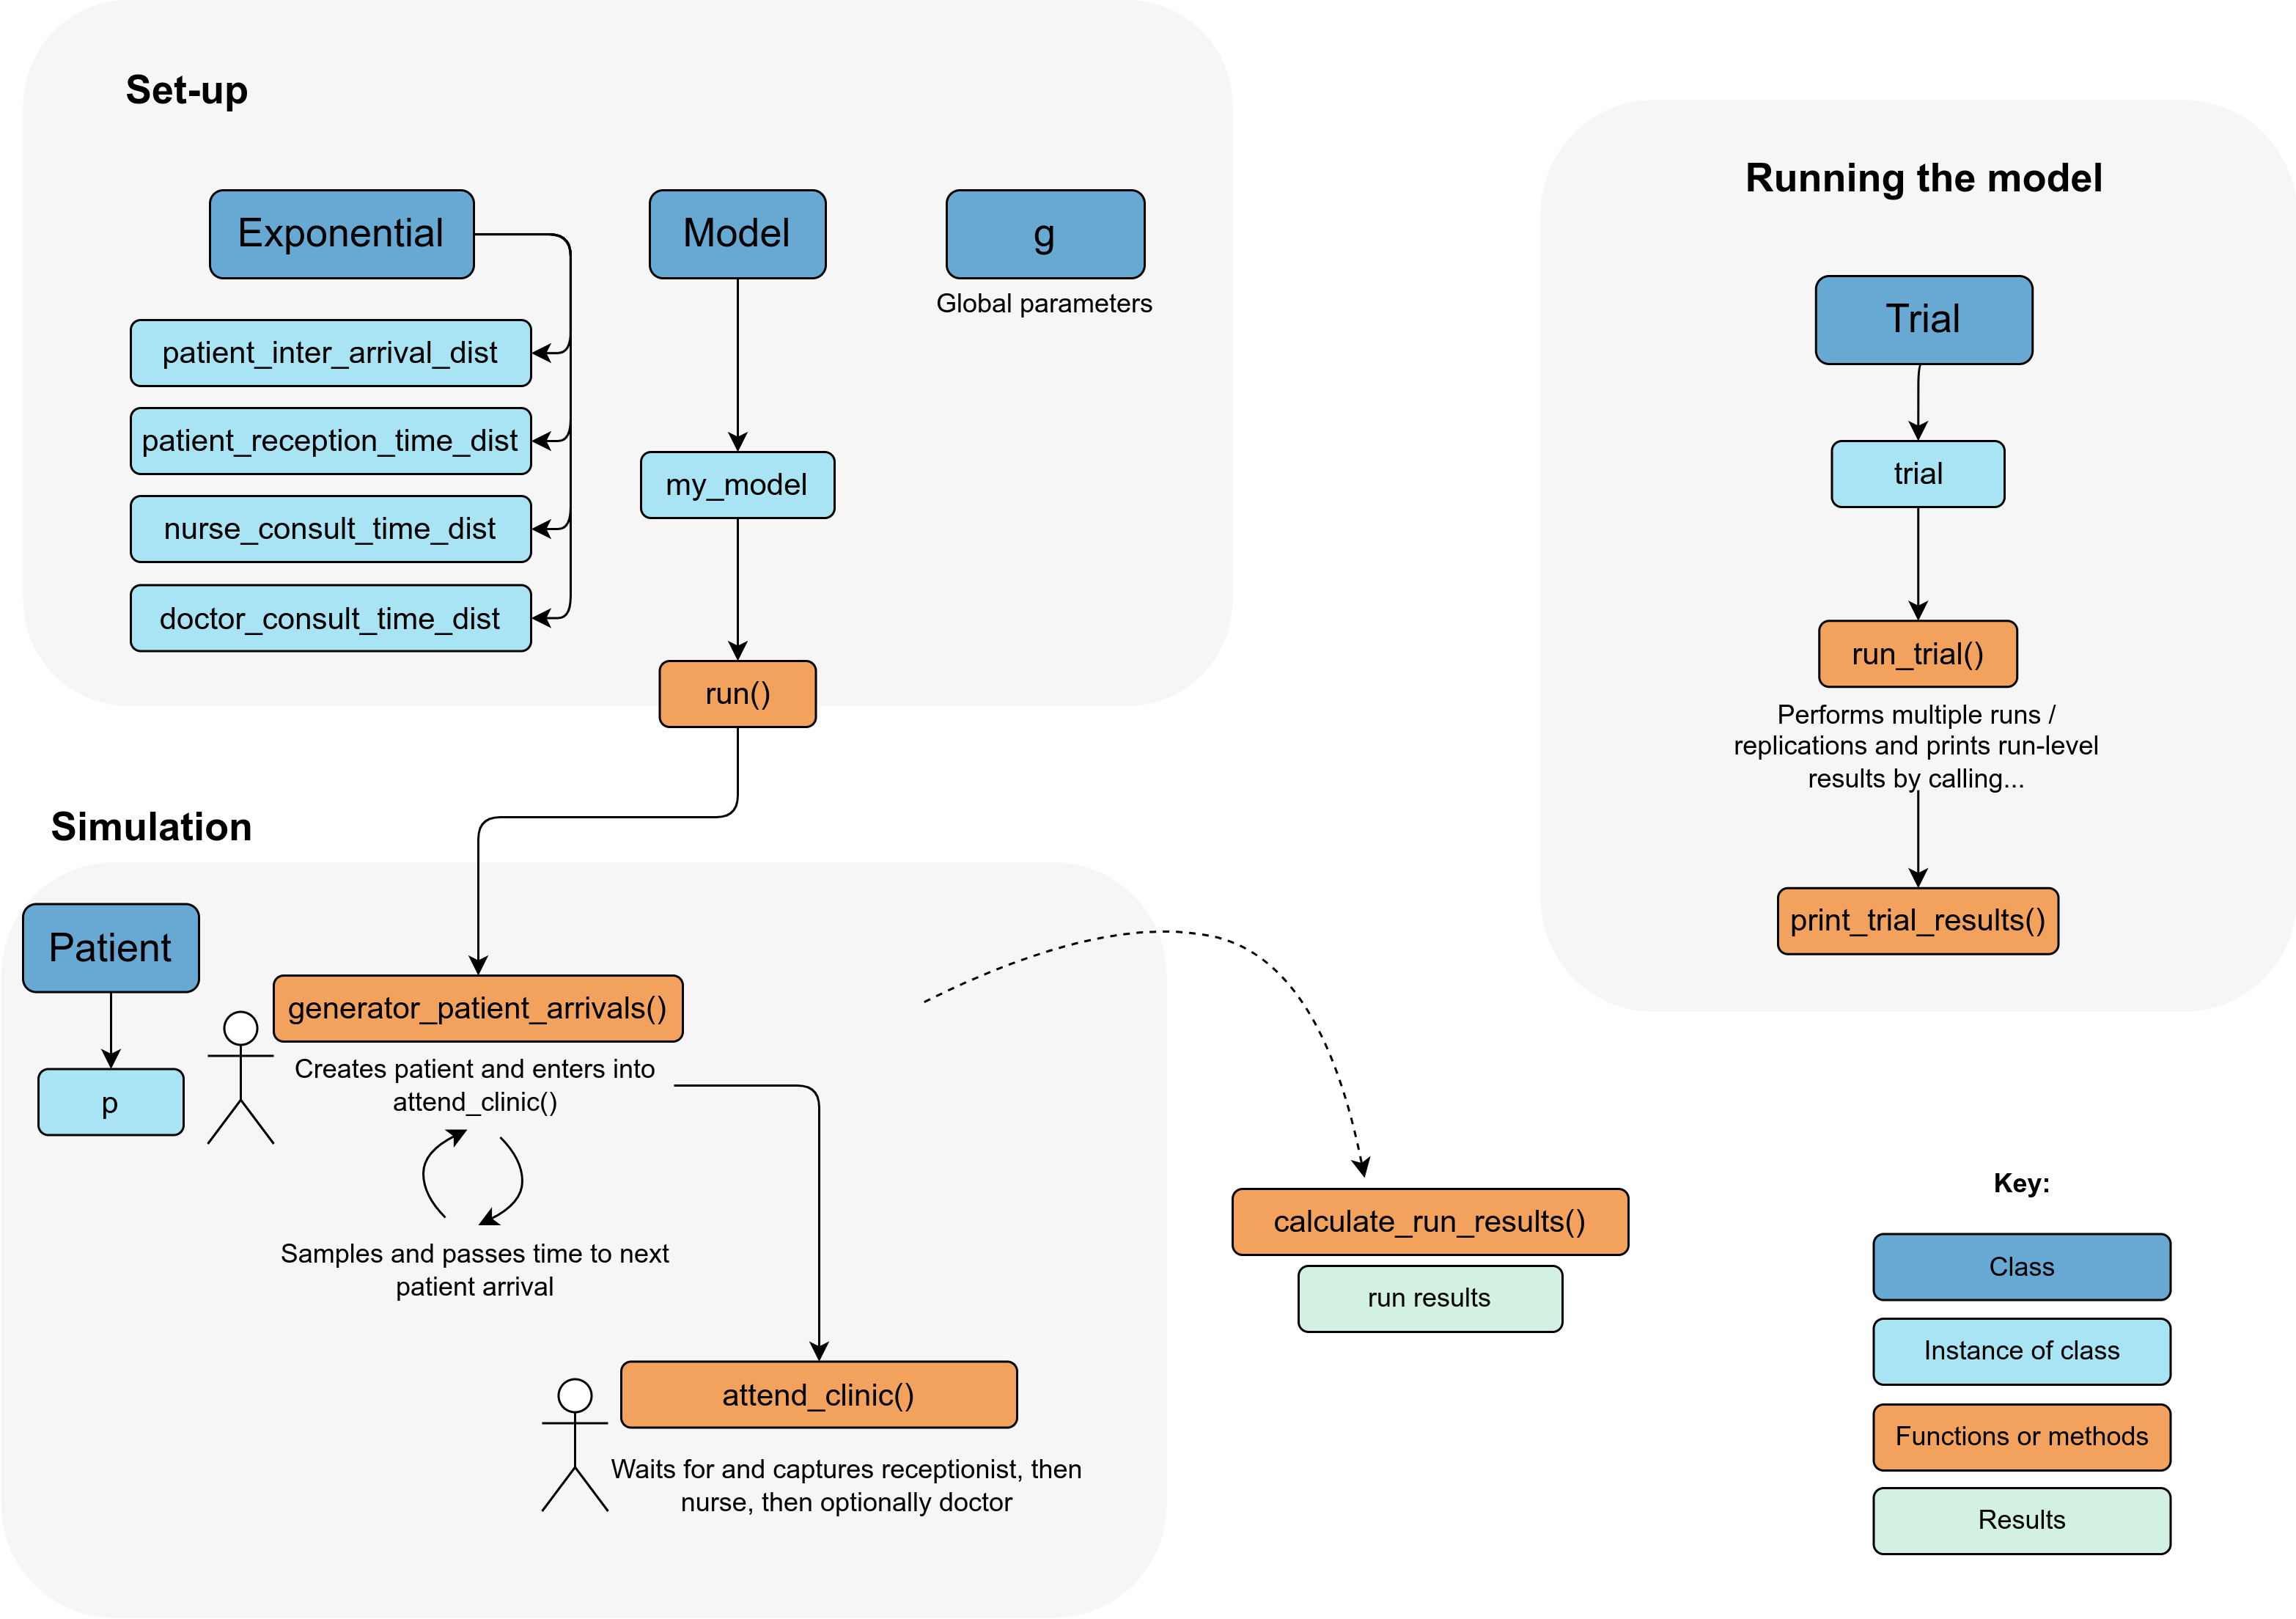 Set-up
Exponential
patient_inter_arrival_dist
patient_reception_time_dist
nurse_consult_time_dist
doctor_consult_time_dist
Model
my_model
run()
g
Global parameters
Running the model
Trial
trial
run_trial()
Performs multiple runs /
replications and prints run-level
results by calling...
print_trial_results()
Simulation
Patient
p
generator_patient_arrivals()
Creates patient and enters into
attend_clinic()
Samples and passes time to next
patient arrival
attend_clinic()
Waits for and captures receptionist, then
nurse, then optionally doctor
calculate_run_results()
run results
Key:
Class
Instance of class
Functions or methods
Results